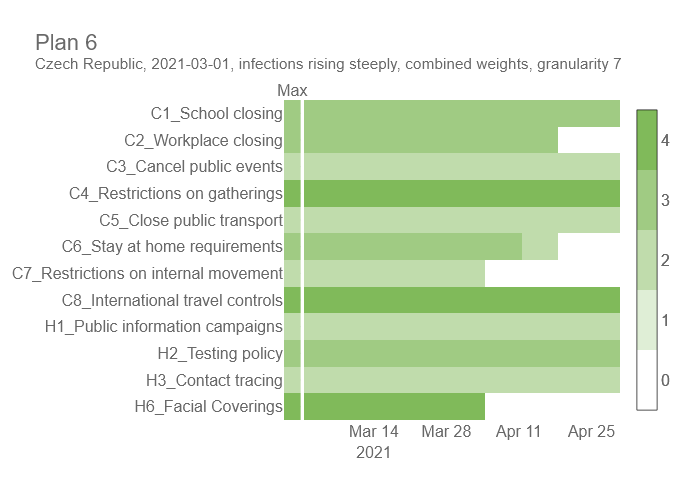 Plan 6
Czech Republic, 2021-03-01, infections rising steeply, combined weights, granularity 7
Max
C1_School closing
C2_Workplace closing
C3_Cancel public events
C4_Restrictions on gatherings
C5_Close public transport
C6_Stay at home requirements
C7_Restrictions on internal movement
C8_International travel controls
H1_Public information campaigns
H2_Testing policy
H3_Contact tracing
H6_Facial Coverings
Mar 14 Mar 28 Apr 11 Apr 25
2021
4
3
2
1
0